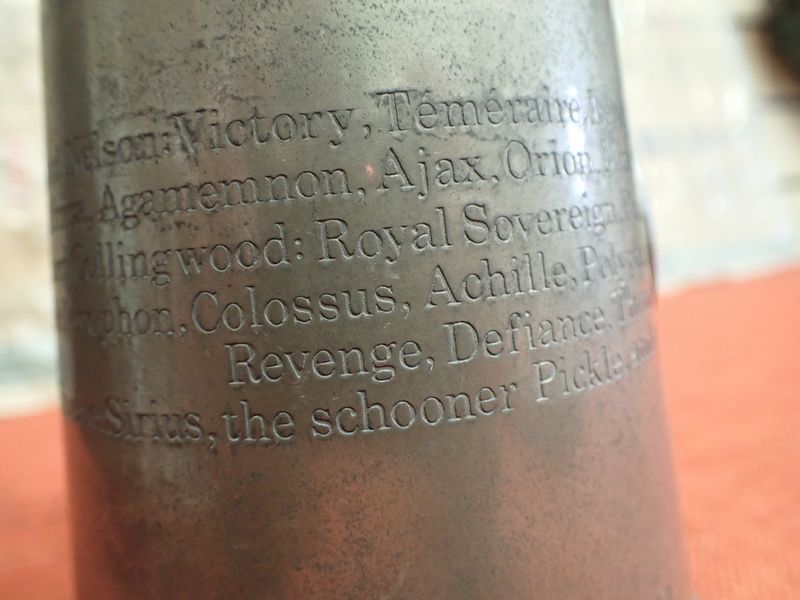 Nelson: Victory, Téméraire,
Agamemnon, Ajax, Orion,
Collingwood: Royal Sovereign,
Colossus, Achille,
Revenge, Defiance,
Sirius, the schooner Pickle